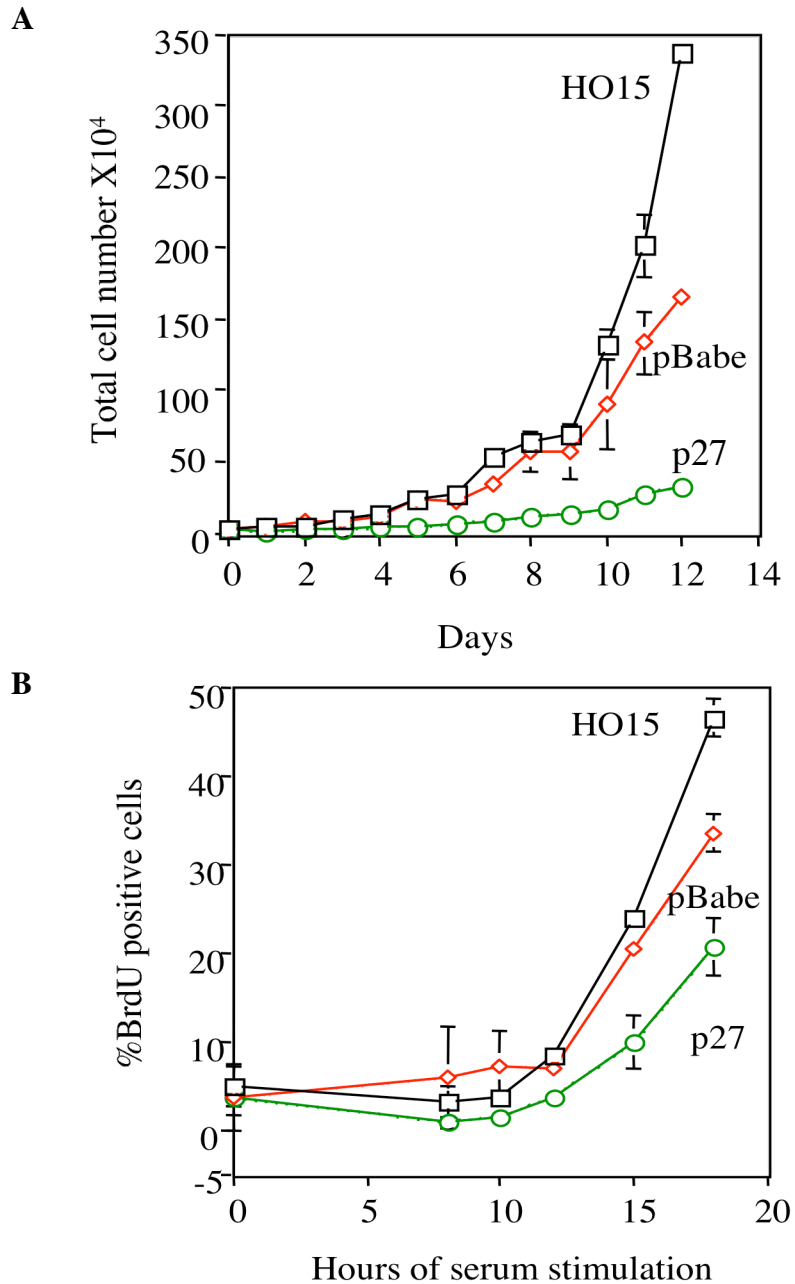 A
Total cell number X10⁴
350
300
250
200
150
100
50
0
HO15
pBabe
p27
0 2 4 6 8 10 12 14
Days
B
%BrdU positive cells
50
40
30
20
10
0
-5
HO15
pBabe
p27
0 5 10 15 20
Hours of serum stimulation